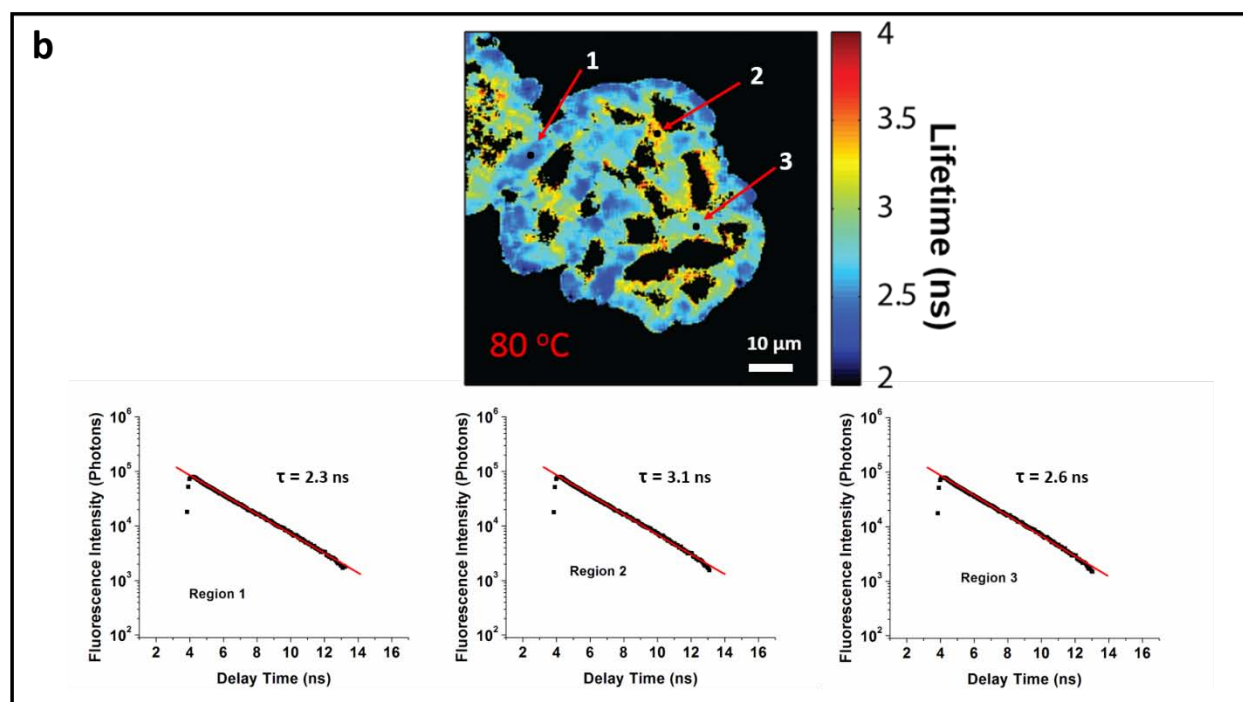 b
1
2
3
80 °C
10 µm
4
3.5
3
2.5
2
Lifetime (ns)
Fluorescence Intensity (Photons)
10⁶
10⁵
10⁴
10³
10²
τ = 2.3 ns
Region 1
2 4 6 8 10 12 14 16
Delay Time (ns)
Fluorescence Intensity (Photons)
10⁶
10⁵
10⁴
10³
10²
τ = 3.1 ns
Region 2
2 4 6 8 10 12 14 16
Delay Time (ns)
Fluorescence Intensity (Photons)
10⁶
10⁵
10⁴
10³
10²
τ = 2.6 ns
Region 3
2 4 6 8 10 12 14 16
Delay Time (ns)